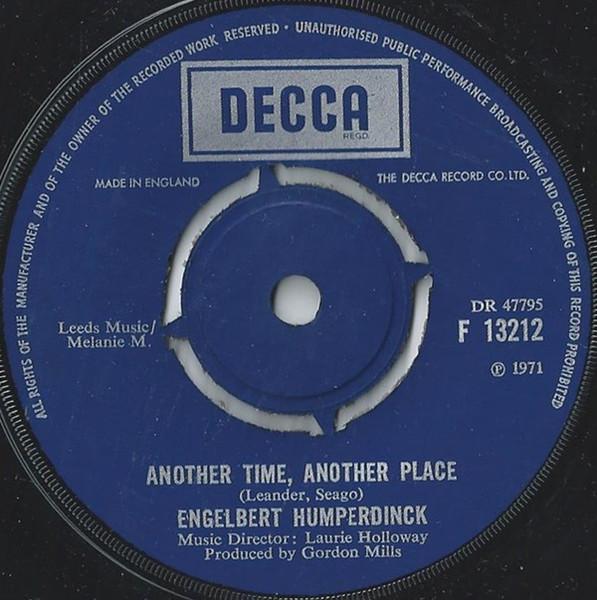 ALL RIGHTS OF THE MANUFACTURER AND OF THE OWNER OF THE RECORDED WORK RESERVED · UNAUTHORISED PUBLIC PERFORMANCE BROADCASTING AND COPYING OF THIS RECORD PROHIBITED
DECCA
REGD.
MADE IN ENGLAND
THE DECCA RECORD CO. LTD.
DR 47795
F 13212
Leeds Music/
Melanie M.
℗ 1971
ANOTHER TIME, ANOTHER PLACE
(Leander, Seago)
ENGELBERT HUMPERDINCK
Music Director: Laurie Holloway
Produced by Gordon Mills